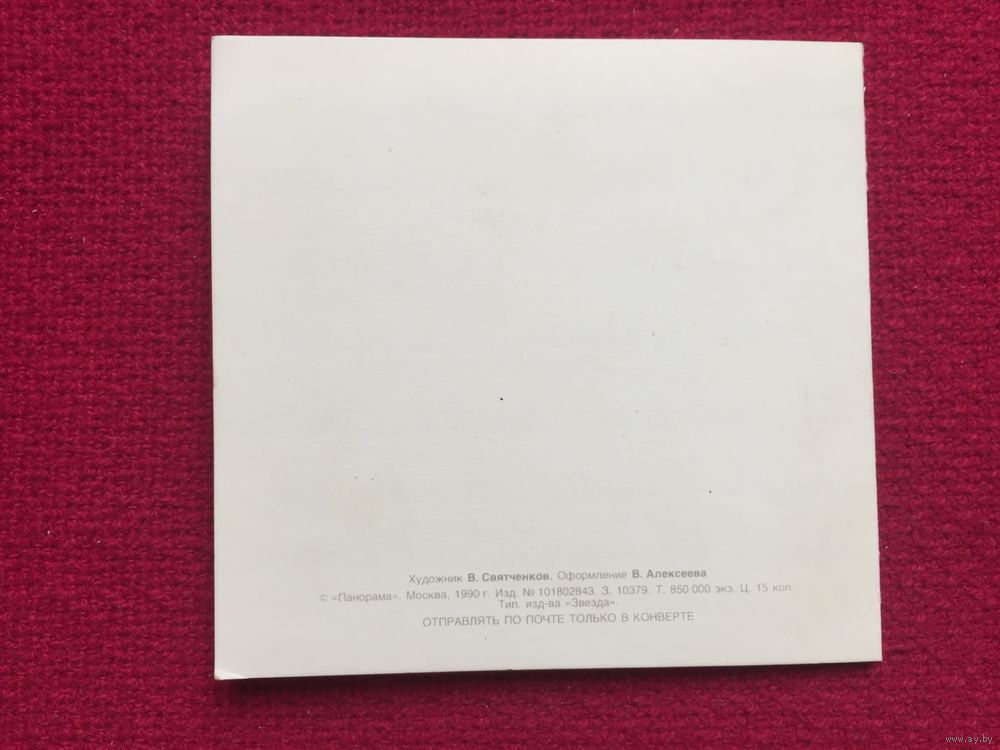 Художник В. Святченков. Оформление В. Алексеева
© «Панорама». Москва, 1990 г. Изд. № 101802843. З. 10379. Т. 850 000 экз. Ц. 15 коп.
Тип. изд-ва «Звезда».
ОТПРАВЛЯТЬ ПО ПОЧТЕ ТОЛЬКО В КОНВЕРТЕ
www.ay.by